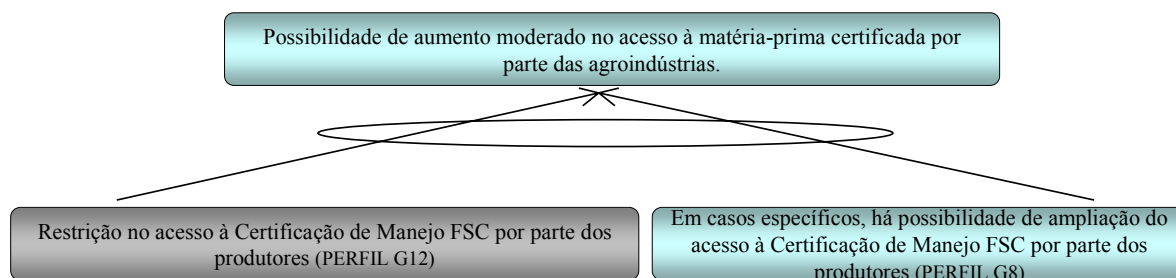 Possibilidade de aumento moderado no acesso à matéria-prima certificada por
parte das agroindústrias.
Restrição no acesso à Certificação de Manejo FSC por parte dos
produtores (PERFIL G12)
Em casos específicos, há possibilidade de ampliação do
acesso à Certificação de Manejo FSC por parte dos
produtores (PERFIL G8)